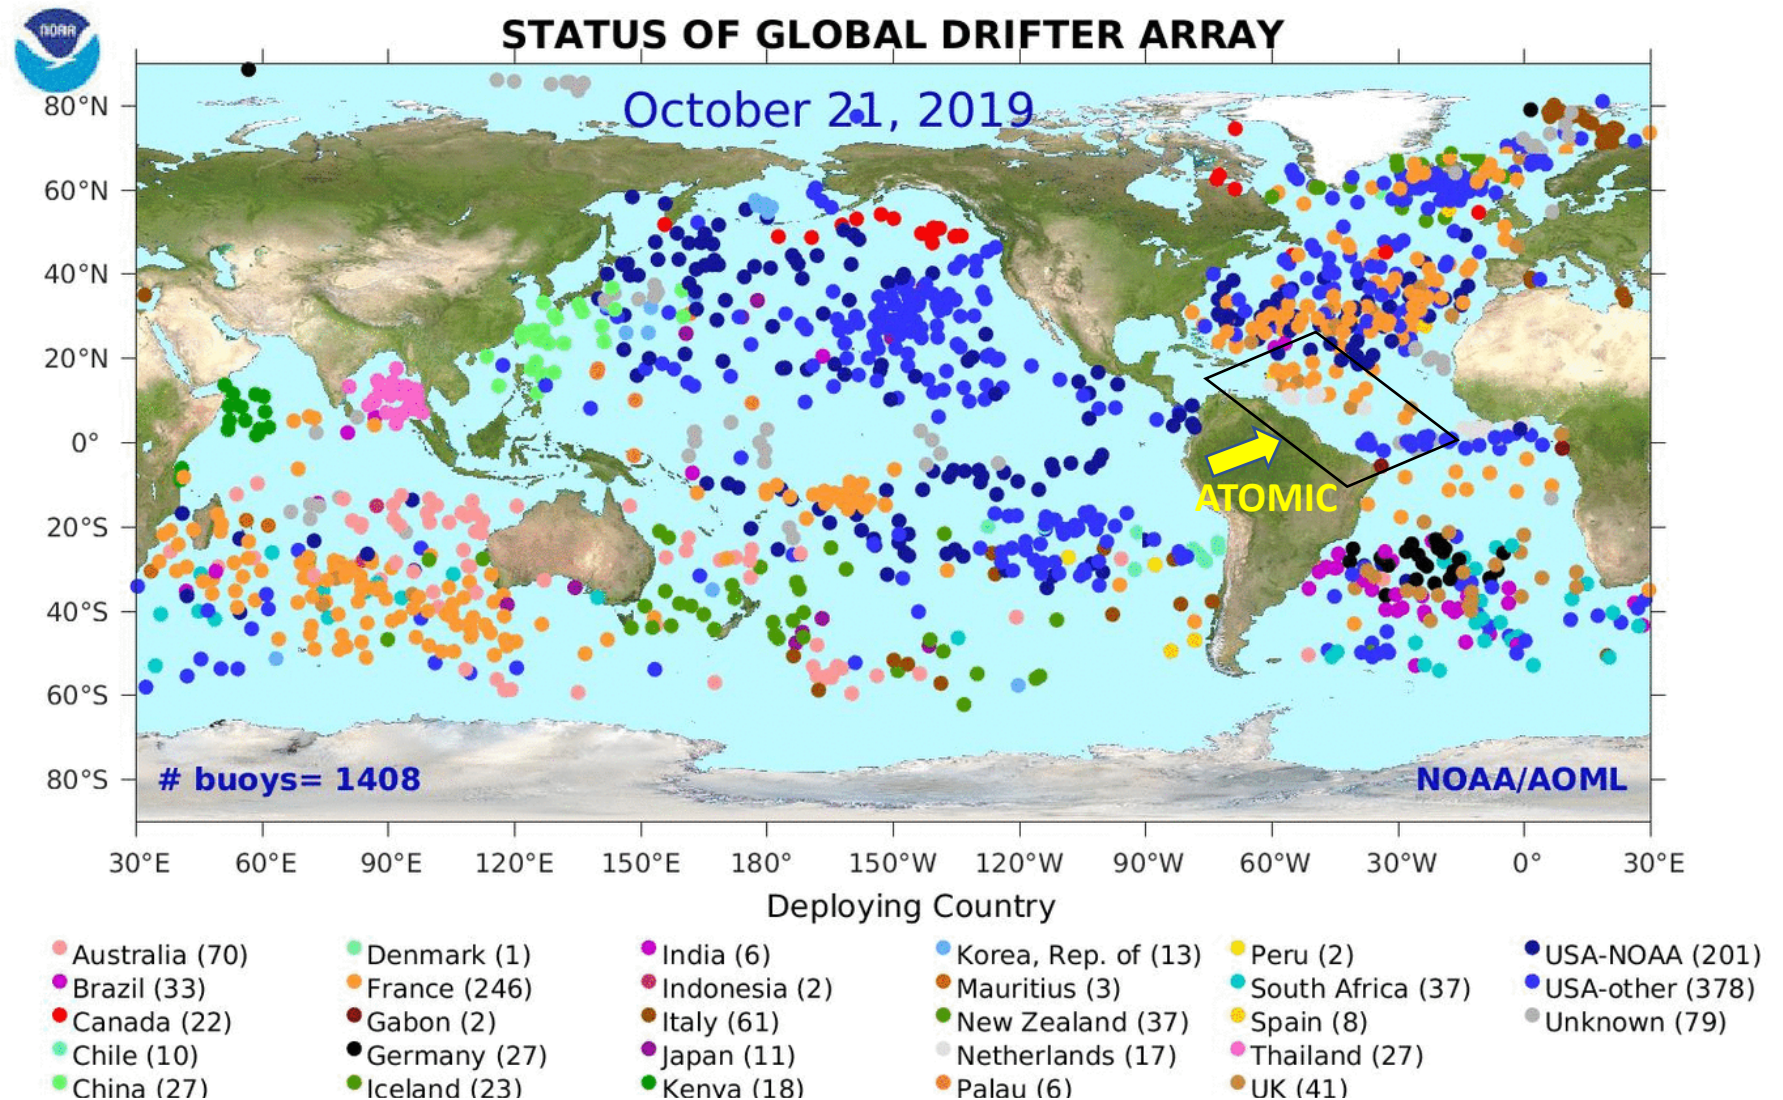 NOAA
STATUS OF GLOBAL DRIFTER ARRAY
October 21, 2019
80°N
60°N
40°N
20°N
0°
20°S
40°S
60°S
80°S
ATOMIC
# buoys= 1408
NOAA/AOML
30°E 60°E 90°E 120°E 150°E 180° 150°W 120°W 90°W 60°W 30°W 0° 30°E
Deploying Country
Australia (70) Denmark (1) India (6) Korea, Rep. of (13) Peru (2) USA-NOAA (201)
Brazil (33) France (246) Indonesia (2) Mauritius (3) South Africa (37) USA-other (378)
Canada (22) Gabon (2) Italy (61) New Zealand (37) Spain (8) Unknown (79)
Chile (10) Germany (27) Japan (11) Netherlands (17) Thailand (27)
China (27) Iceland (23) Kenya (18) Palau (6) UK (41)